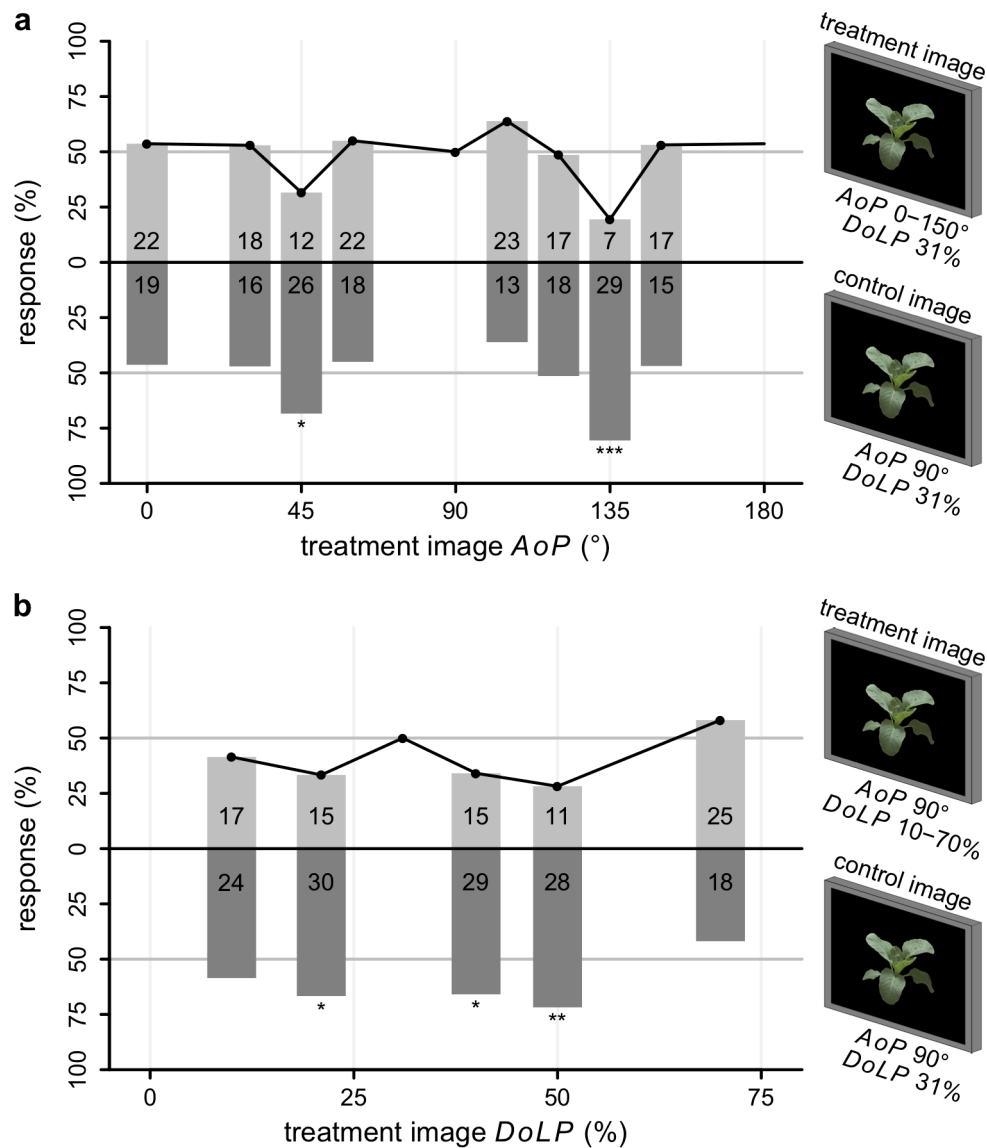 a
response (%)
100
75
50
25
0
25
50
75
100
22 18 12 22 23 17 7 17
19 16 26 18 13 18 29 15
*
***
0 45 90 135 180
treatment image AoP (°)
treatment image
AoP 0–150°
DoLP 31%
control image
AoP 90°
DoLP 31%
b
response (%)
100
75
50
25
0
25
50
75
100
17 15 15 11 25
24 30 29 28 18
* * **
0 25 50 75
treatment image DoLP (%)
treatment image
AoP 90°
DoLP 10–70%
control image
AoP 90°
DoLP 31%